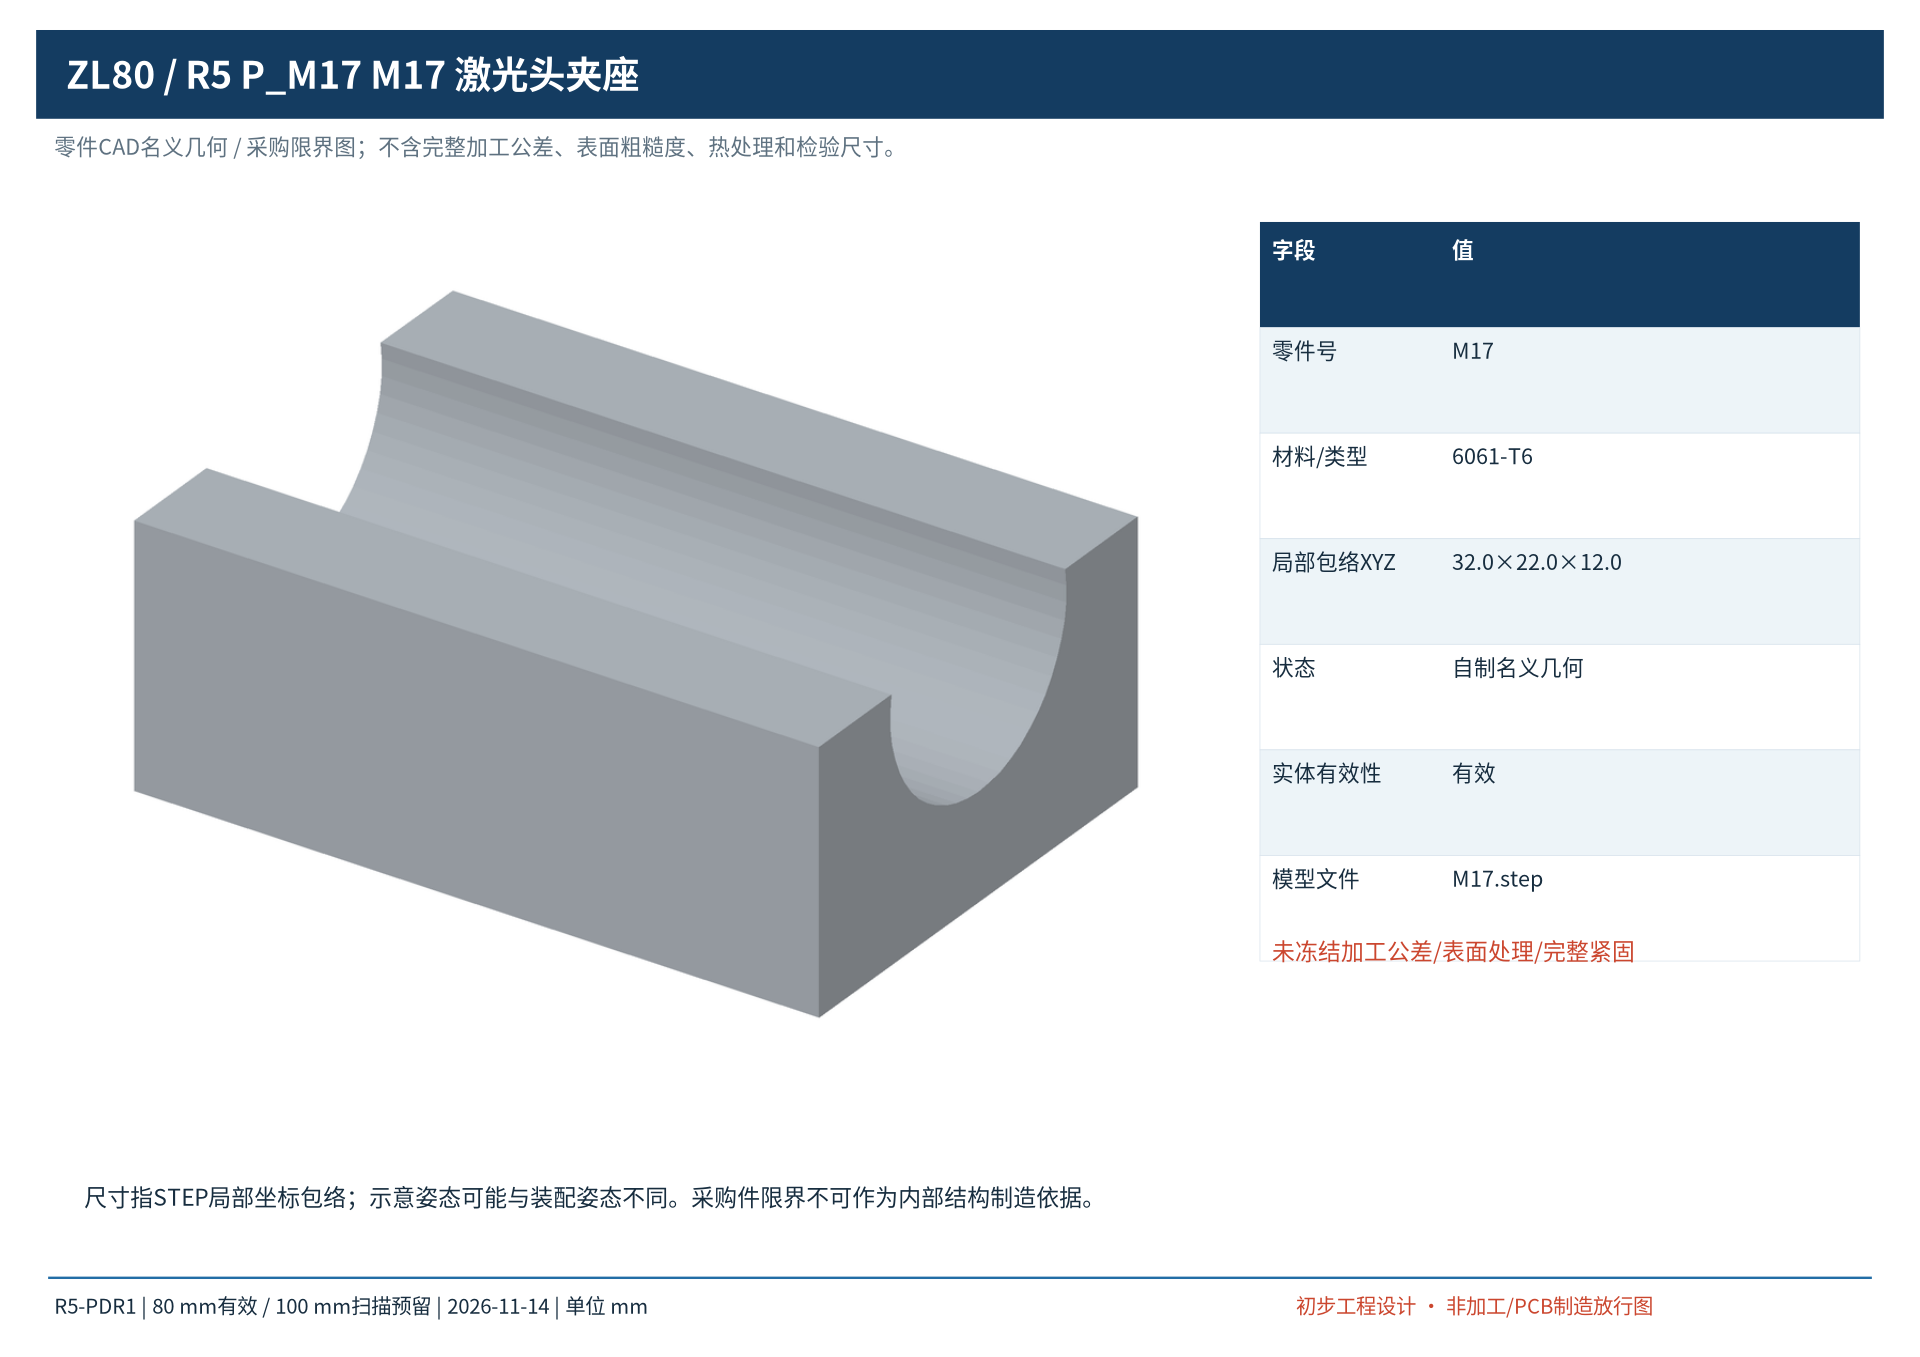 ZL80 / R5 P_M17 M17 激光头夹座
零件CAD名义几何 / 采购限界图；不含完整加工公差、表面粗糙度、热处理和检验尺寸。
字段 值
零件号 M17
材料/类型 6061-T6
局部包络XYZ 32.0×22.0×12.0
状态 自制名义几何
实体有效性 有效
模型文件 M17.step
未冻结加工公差/表面处理/完整紧固
尺寸指STEP局部坐标包络；示意姿态可能与装配姿态不同。采购件限界不可作为内部结构制造依据。
R5-PDR1 | 80 mm有效 / 100 mm扫描预留 | 2026-11-14 | 单位 mm
初步工程设计 · 非加工/PCB制造放行图